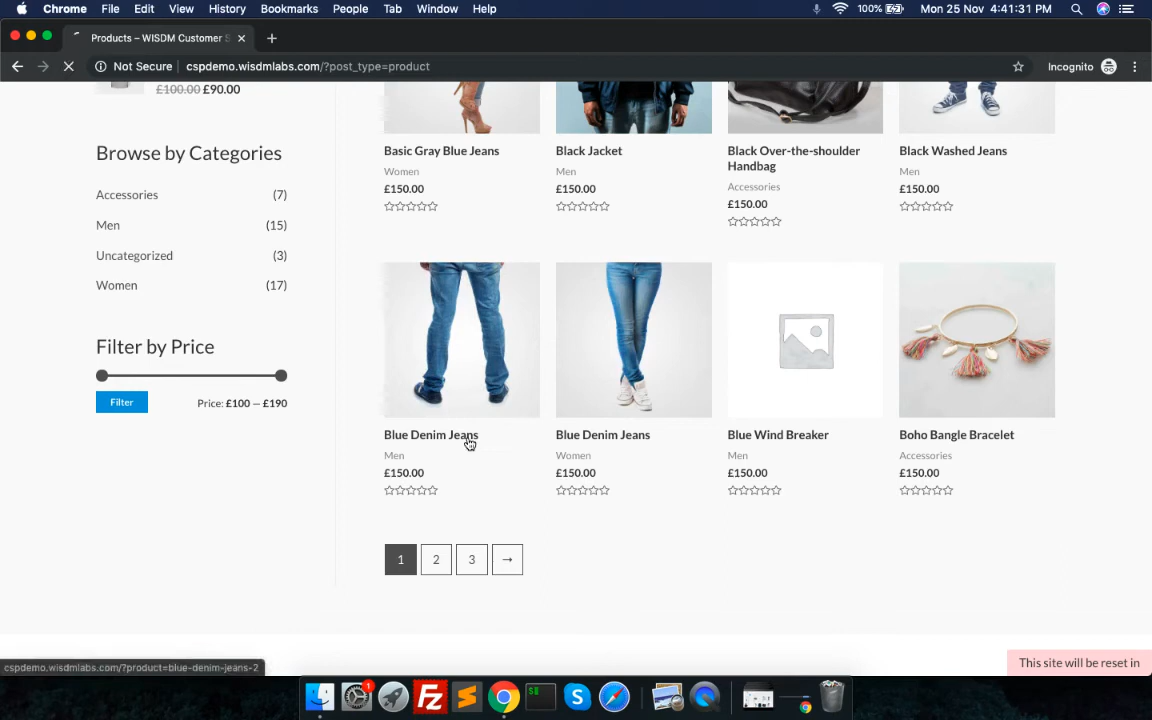 Chrome File Edit View History Bookmarks People Tab Window Help 100% Mon 25 Nov 4:41:31 PM
Products – WISDM Customer S
Not Secure cspdemo.wisdmlabs.com/?post_type=product Incognito
£100.00 £90.00
Browse by Categories
Accessories (7)
Men (15)
Uncategorized (3)
Women (17)
Filter by Price
Filter Price: £100 — £190
Basic Gray Blue Jeans
Women
£150.00
Black Jacket
Men
£150.00
Black Over-the-shoulder
Handbag
Accessories
£150.00
Black Washed Jeans
Men
£150.00
Blue Denim Jeans
Men
£150.00
Blue Denim Jeans
Women
£150.00
Blue Wind Breaker
Men
£150.00
Boho Bangle Bracelet
Accessories
£150.00
1 2 3 →
cspdemo.wisdmlabs.com/?product=blue-denim-jeans-2
This site will be reset in
1
Fz
S